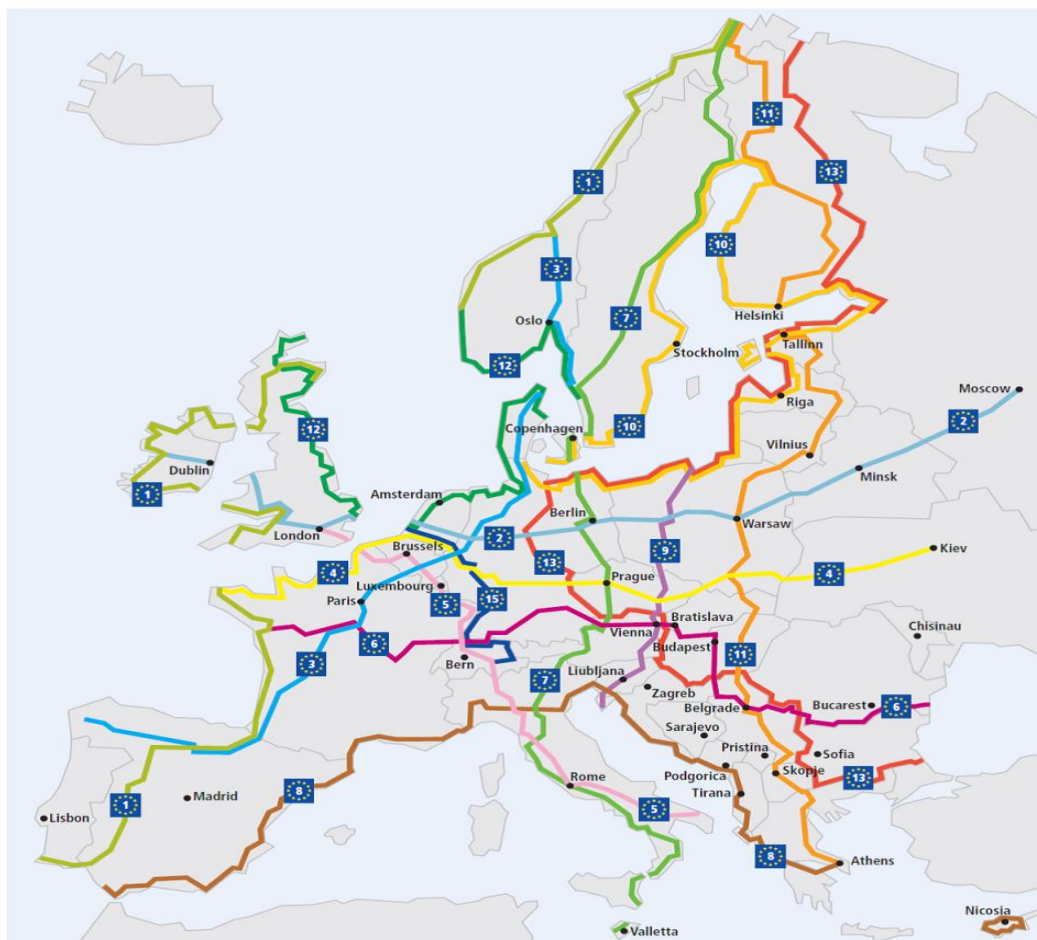 11
1
13
10
3
Oslo
7
Helsinki
Tallinn
Stockholm
12
Moscow
Riga
2
10
Copenhagen
12
Vilnius
Dublin
Minsk
1
Amsterdam
London
Berlin
Warsaw
2
Brussels
9
Kiev
4
13
Prague
4
Luxembourg
15
5
Paris
Vienna
Bratislava
Chisinau
6
Budapest
Bern
11
3
Liubljana
7
Zagreb
Belgrade
Bucarest
6
Sarajevo
Pristina
Sofia
Podgorica
Skopje
13
Rome
8
Madrid
Tirana
1
Lisbon
5
8
Athens
Nicosia
Valletta